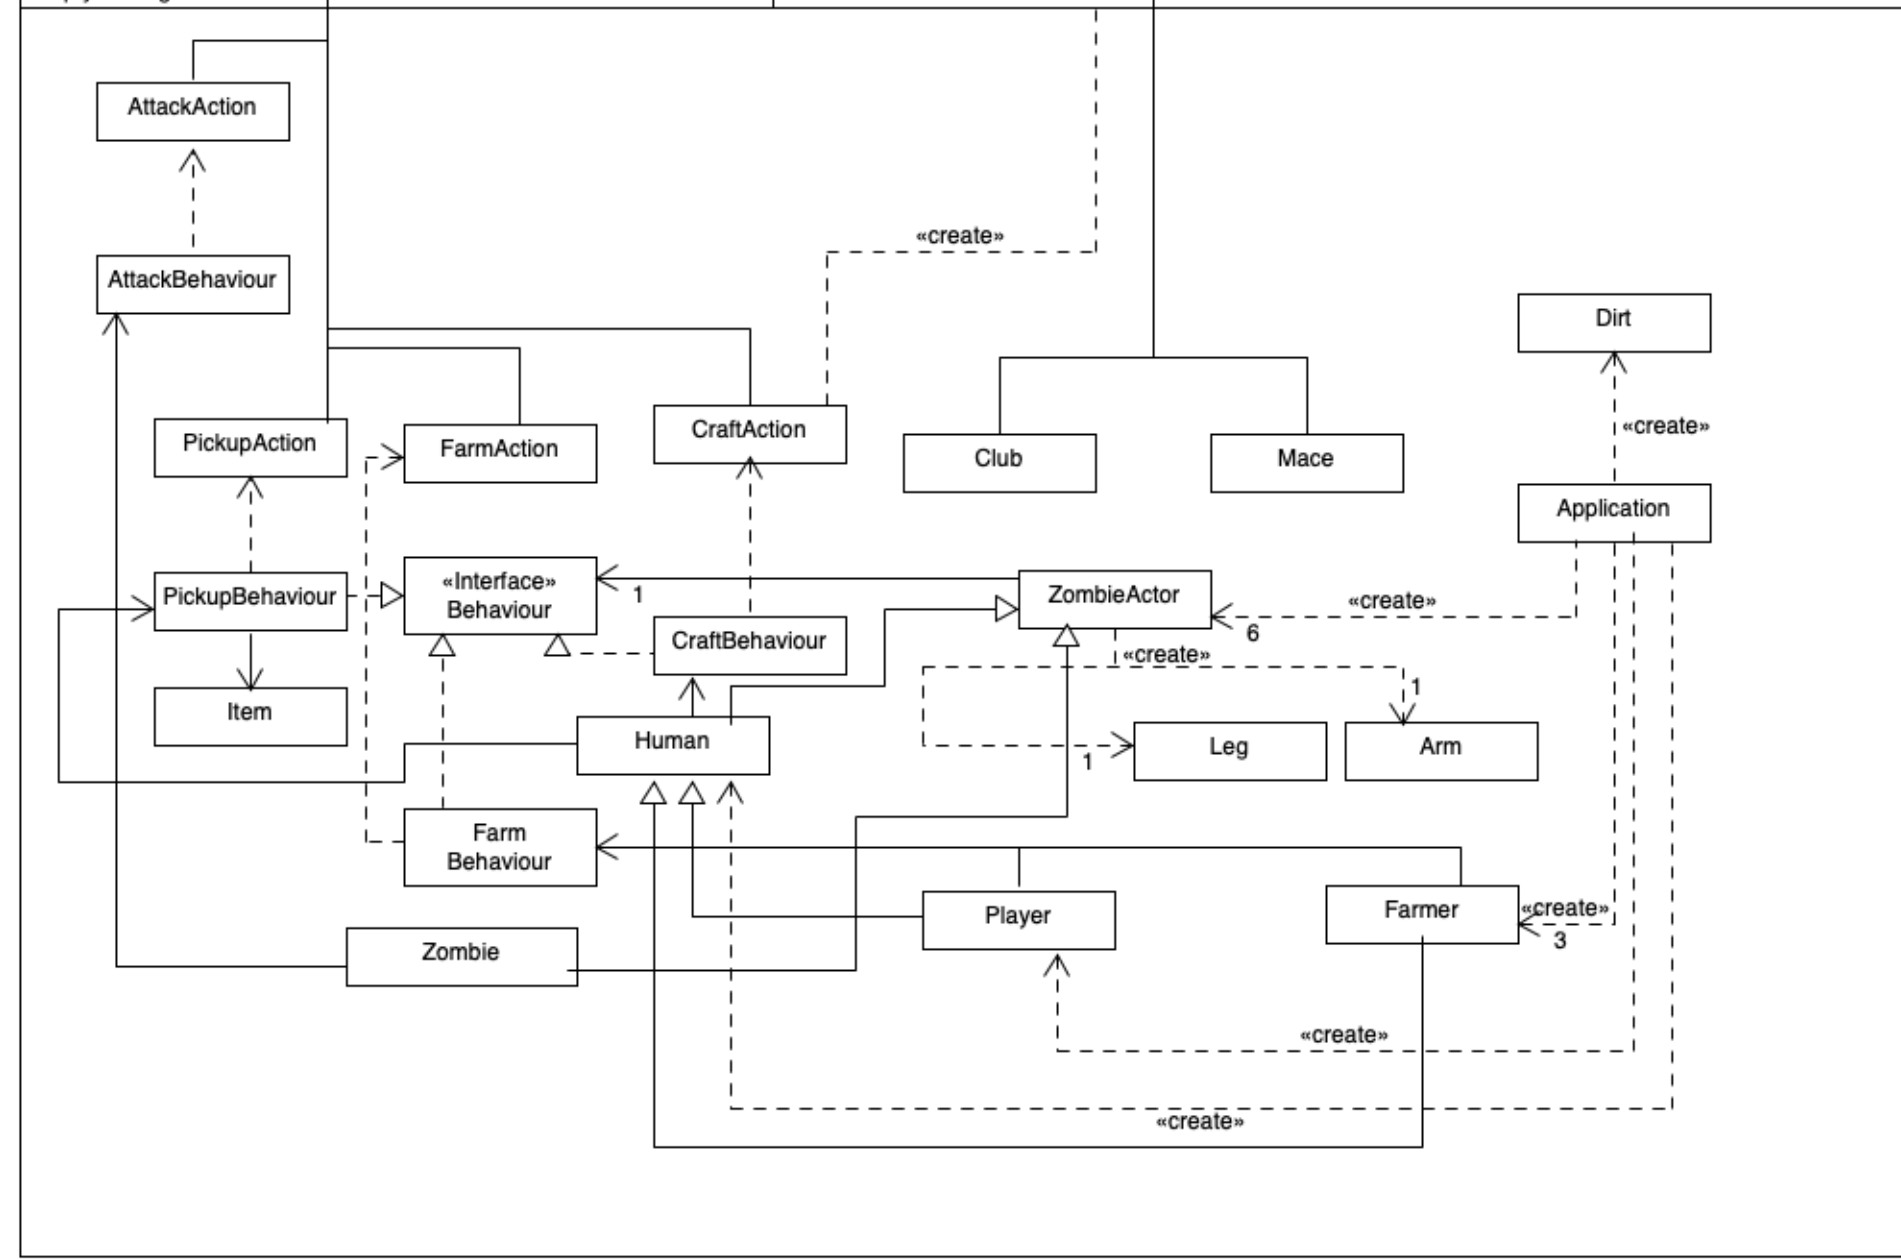 AttackAction
«create»
AttackBehaviour
Dirt
«create»
CraftAction
PickupAction
FarmAction
Club
Mace
Application
«Interface»
Behaviour
1
ZombieActor
PickupBehaviour
«create»
6
CraftBehaviour
«create»
1
Item
Human
Leg
Arm
1
Farm
Behaviour
Player
Farmer
«create»
3
Zombie
«create»
«create»